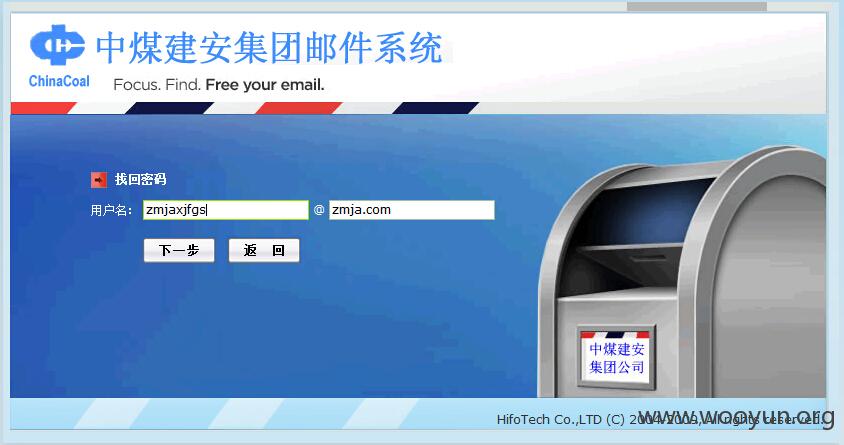 中煤建安集团邮件系统
ChinaCoal
Focus. Find. Free your email.
找回密码
用户名： zmjaxjfgs @ zmja.com
下一步 返 回
中煤建安
集团公司
HifoTech Co.,LTD (C) 2004-2009, All rights reserved.
www.wooyun.org